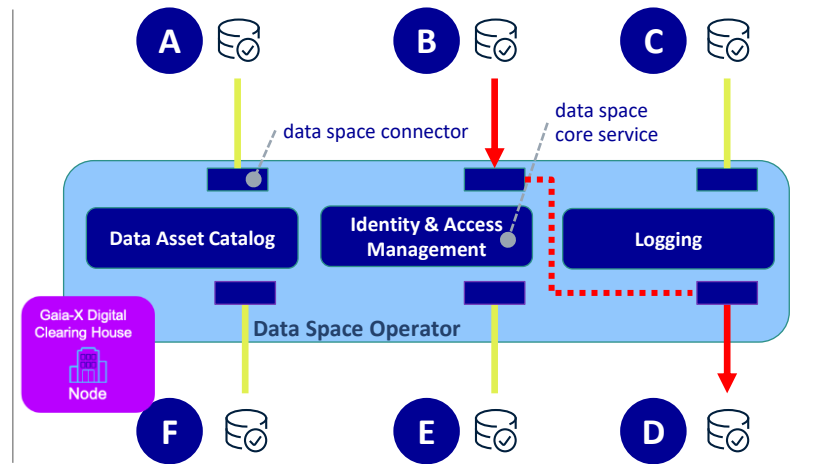 A
B
C
data space connector
data space
core service
Data Asset Catalog
Identity & Access
Management
Logging
Gaia-X Digital
Clearing House
Node
Data Space Operator
F
E
D